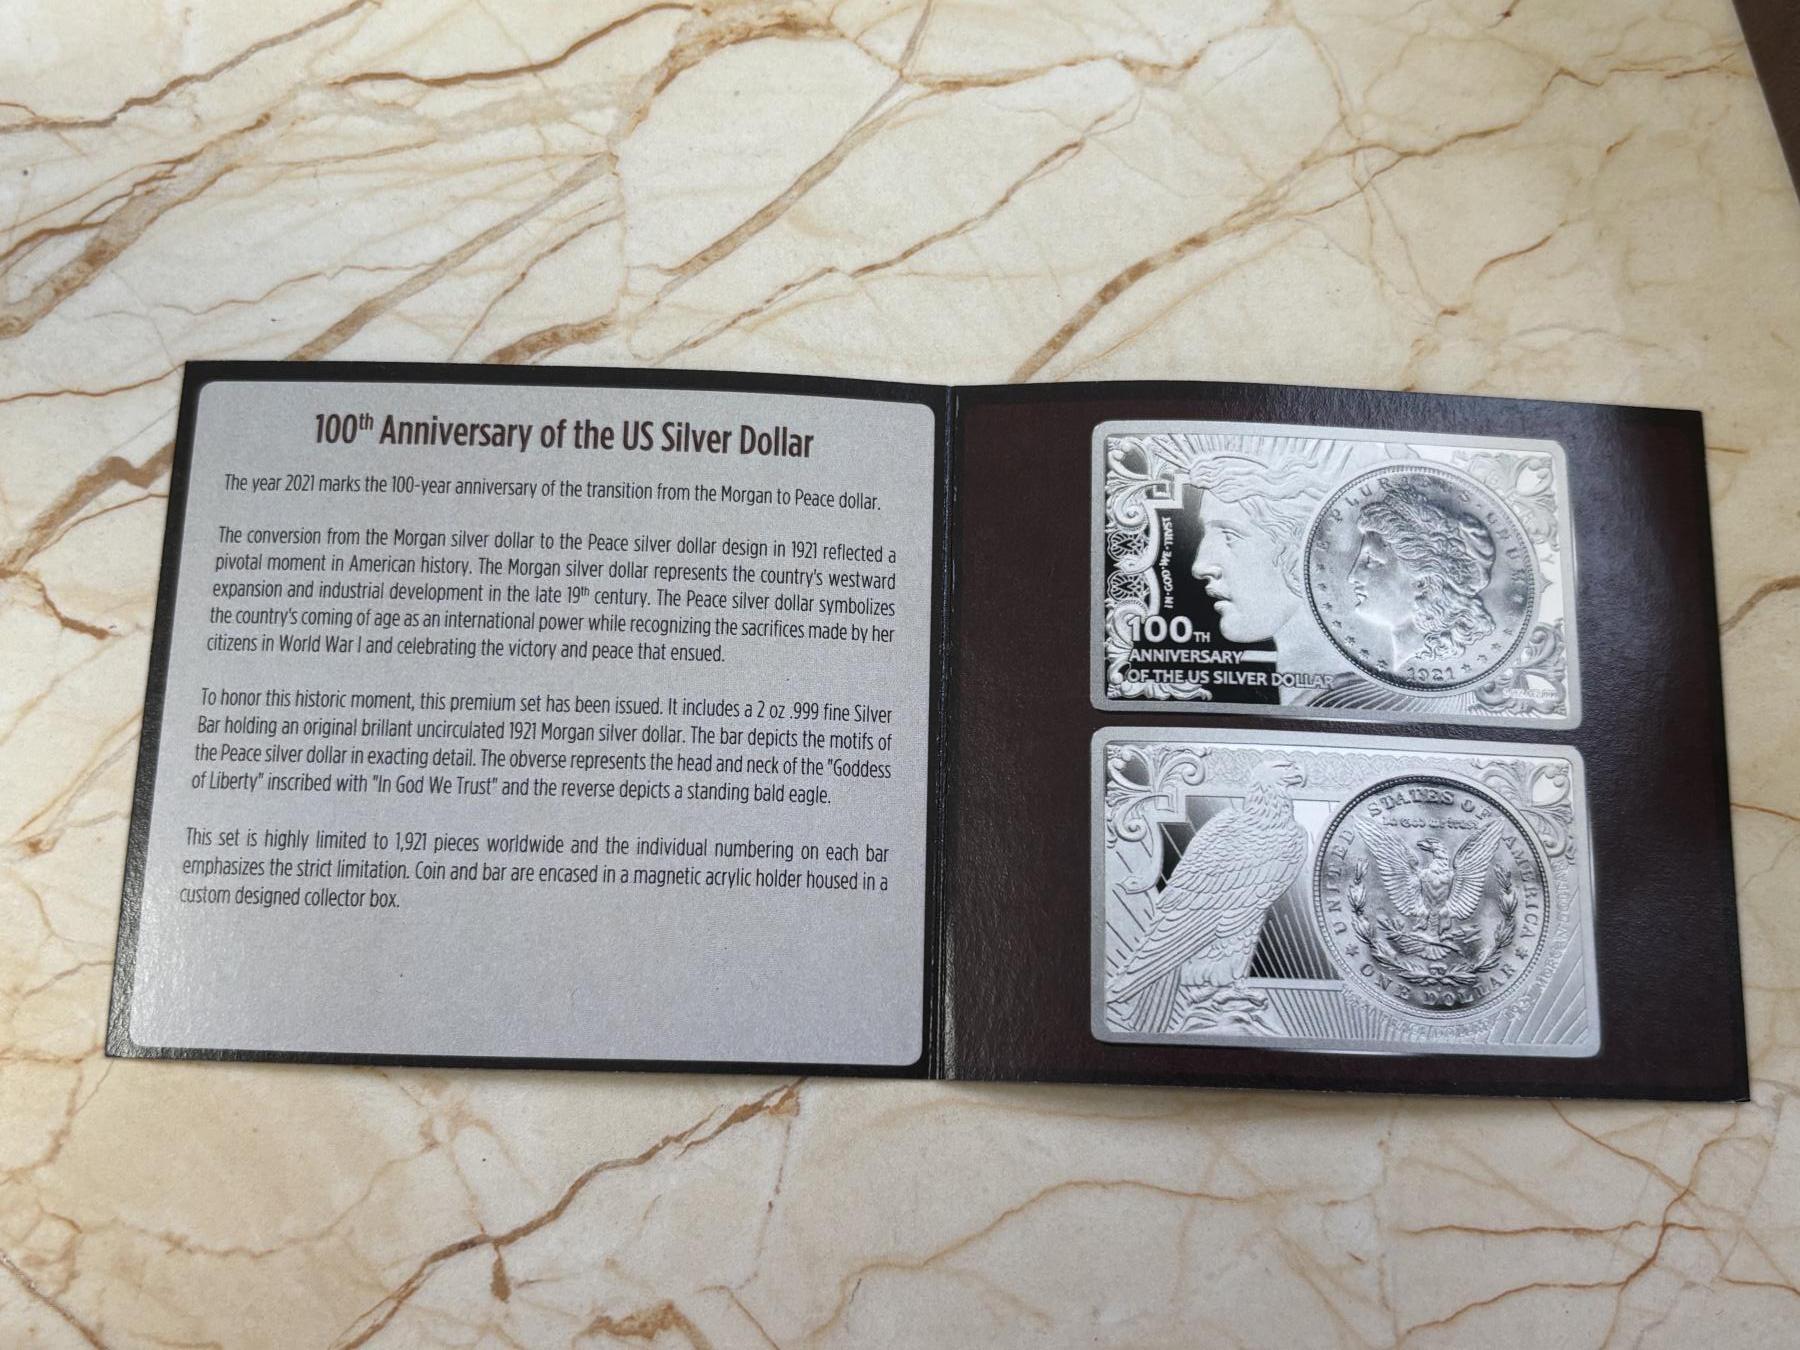 100th Anniversary of the US Silver Dollar
The year 2021 marks the 100-year anniversary of the transition from the Morgan to Peace dollar.
The conversion from the Morgan silver dollar to the Peace silver dollar design in 1921 reflected a
pivotal moment in American history. The Morgan silver dollar represents the country's westward
expansion and industrial development in the late 19th century. The Peace silver dollar symbolizes
the country's coming of age as an international power while recognizing the sacrifices made by her
citizens in World War I and celebrating the victory and peace that ensued.
To honor this historic moment, this premium set has been issued. It includes a 2 oz .999 fine Silver
Bar holding an original brillant uncirculated 1921 Morgan silver dollar. The bar depicts the motifs of
the Peace silver dollar in exacting detail. The obverse represents the head and neck of the "Goddess
of Liberty" inscribed with "In God We Trust" and the reverse depicts a standing bald eagle.
This set is highly limited to 1,921 pieces worldwide and the individual numbering on each bar
emphasizes the strict limitation. Coin and bar are encased in a magnetic acrylic holder housed in a
custom designed collector box.
IN·GOD·WE·TRVST
100TH
ANNIVERSARY
OF THE US SILVER DOLLAR
E·PLURIBUS·UNUM
1921
UNITED STATES OF AMERICA
In God We Trust
ONE DOLLAR